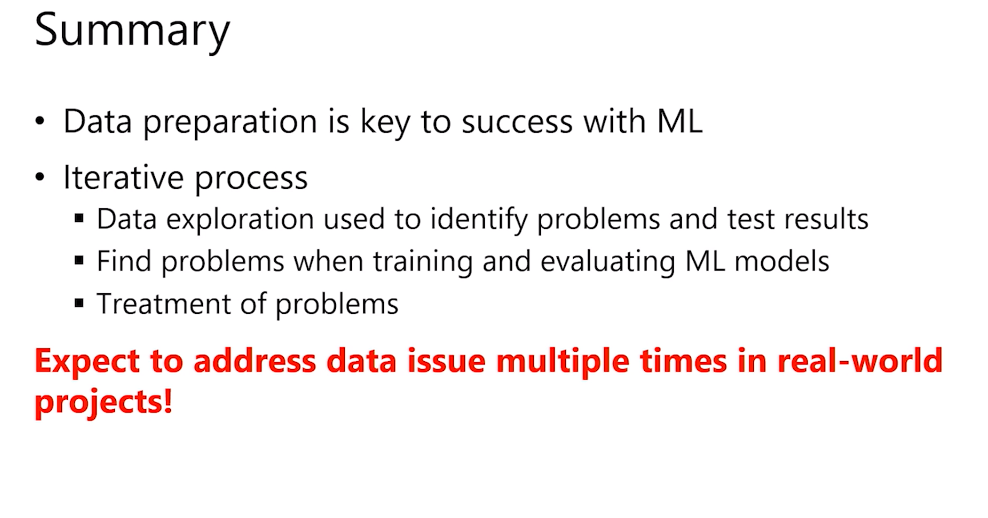 Summary
• Data preparation is key to success with ML
• Iterative process
▪ Data exploration used to identify problems and test results
▪ Find problems when training and evaluating ML models
▪ Treatment of problems
Expect to address data issue multiple times in real-world
projects!